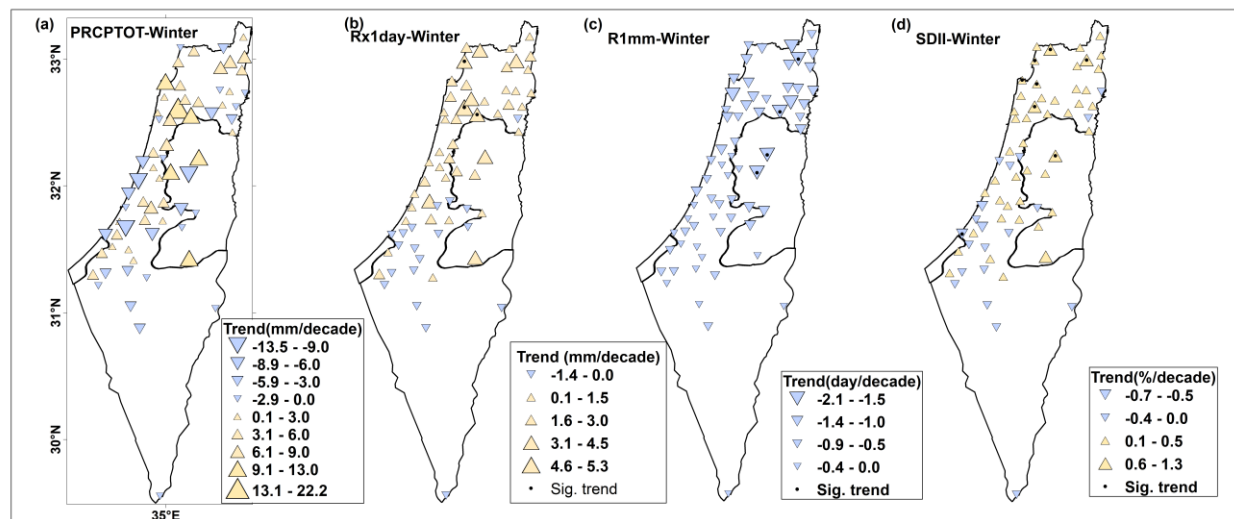 (a)
PRCPTOT-Winter
(b)
Rx1day-Winter
(c)
R1mm-Winter
(d)
SDII-Winter
33°N
32°N
31°N
30°N
35°E
Trend(mm/decade)
-13.5 - -9.0
-8.9 - -6.0
-5.9 - -3.0
-2.9 - 0.0
0.1 - 3.0
3.1 - 6.0
6.1 - 9.0
9.1 - 13.0
13.1 - 22.2
Trend (mm/decade)
-1.4 - 0.0
0.1 - 1.5
1.6 - 3.0
3.1 - 4.5
4.6 - 5.3
Sig. trend
Trend(day/decade)
-2.1 - -1.5
-1.4 - -1.0
-0.9 - -0.5
-0.4 - 0.0
Sig. trend
Trend(%/decade)
-0.7 - -0.5
-0.4 - 0.0
0.1 - 0.5
0.6 - 1.3
Sig. trend